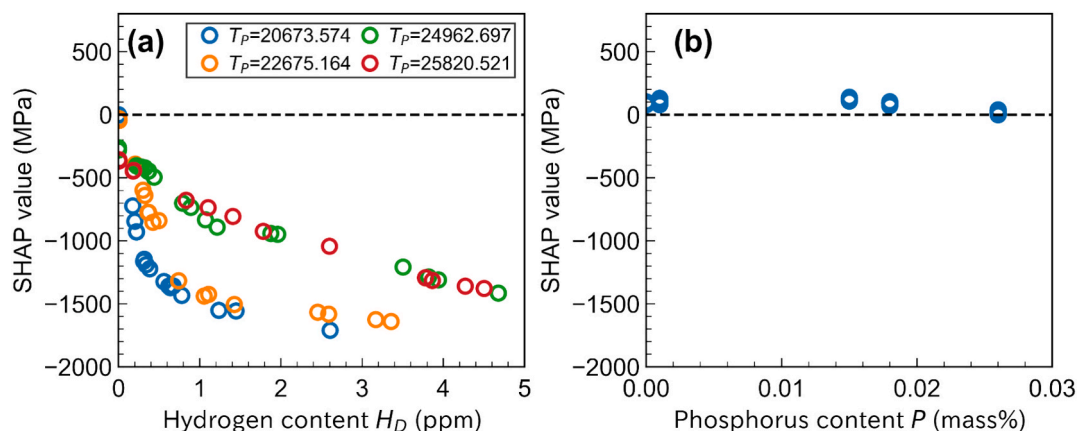 (a)
T_P=20673.574
T_P=24962.697
T_P=22675.164
T_P=25820.521
500
0
−500
−1000
−1500
−2000
SHAP value (MPa)
0 1 2 3 4 5
Hydrogen content H_D (ppm)
(b)
500
0
−500
−1000
−1500
−2000
SHAP value (MPa)
0.00 0.01 0.02 0.03
Phosphorus content P (mass%)